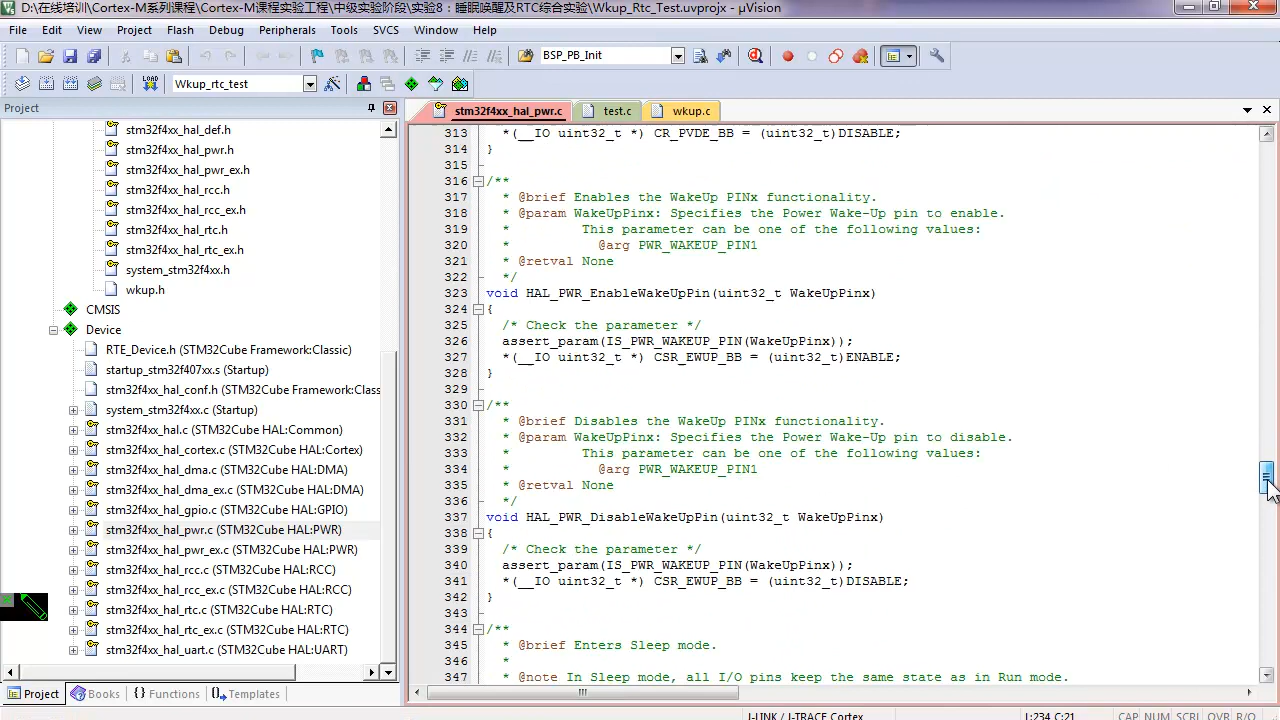 D:\在线培训\Cortex-M系列课程\Cortex-M课程实验工程\中级实验阶段\实验8：睡眠唤醒及RTC综合实验\Wkup_Rtc_Test.uvprojx - µVision
File Edit View Project Flash Debug Peripherals Tools SVCS Window Help
BSP_PB_Init
LOAD Wkup_rtc_test
Project
stm32f4xx_hal_pwr.c test.c wkup.c
stm32f4xx_hal_def.h
stm32f4xx_hal_pwr.h
stm32f4xx_hal_pwr_ex.h
stm32f4xx_hal_rcc.h
stm32f4xx_hal_rcc_ex.h
stm32f4xx_hal_rtc.h
stm32f4xx_hal_rtc_ex.h
system_stm32f4xx.h
wkup.h
CMSIS
Device
RTE_Device.h (STM32Cube Framework:Classic)
startup_stm32f407xx.s (Startup)
stm32f4xx_hal_conf.h (STM32Cube Framework:Class
system_stm32f4xx.c (Startup)
stm32f4xx_hal.c (STM32Cube HAL:Common)
stm32f4xx_hal_cortex.c (STM32Cube HAL:Cortex)
stm32f4xx_hal_dma.c (STM32Cube HAL:DMA)
stm32f4xx_hal_dma_ex.c (STM32Cube HAL:DMA)
stm32f4xx_hal_gpio.c (STM32Cube HAL:GPIO)
stm32f4xx_hal_pwr.c (STM32Cube HAL:PWR)
stm32f4xx_hal_pwr_ex.c (STM32Cube HAL:PWR)
stm32f4xx_hal_rcc.c (STM32Cube HAL:RCC)
stm32f4xx_hal_rcc_ex.c (STM32Cube HAL:RCC)
stm32f4xx_hal_rtc.c (STM32Cube HAL:RTC)
stm32f4xx_hal_rtc_ex.c (STM32Cube HAL:RTC)
stm32f4xx_hal_uart.c (STM32Cube HAL:UART)
Project Books {} Functions Templates
313 *(__IO uint32_t *) CR_PVDE_BB = (uint32_t)DISABLE;
314 }
315
316 /**
317 * @brief Enables the WakeUp PINx functionality.
318 * @param WakeUpPinx: Specifies the Power Wake-Up pin to enable.
319 * This parameter can be one of the following values:
320 * @arg PWR_WAKEUP_PIN1
321 * @retval None
322 */
323 void HAL_PWR_EnableWakeUpPin(uint32_t WakeUpPinx)
324 {
325 /* Check the parameter */
326 assert_param(IS_PWR_WAKEUP_PIN(WakeUpPinx));
327 *(__IO uint32_t *) CSR_EWUP_BB = (uint32_t)ENABLE;
328 }
329
330 /**
331 * @brief Disables the WakeUp PINx functionality.
332 * @param WakeUpPinx: Specifies the Power Wake-Up pin to disable.
333 * This parameter can be one of the following values:
334 * @arg PWR_WAKEUP_PIN1
335 * @retval None
336 */
337 void HAL_PWR_DisableWakeUpPin(uint32_t WakeUpPinx)
338 {
339 /* Check the parameter */
340 assert_param(IS_PWR_WAKEUP_PIN(WakeUpPinx));
341 *(__IO uint32_t *) CSR_EWUP_BB = (uint32_t)DISABLE;
342 }
343
344 /**
345 * @brief Enters Sleep mode.
346 *
347 * @note In Sleep mode, all I/O pins keep the same state as in Run mode.
J-LINK / J-TRACE Cortex L:234 C:21 CAP NUM SCRL OVR R/O